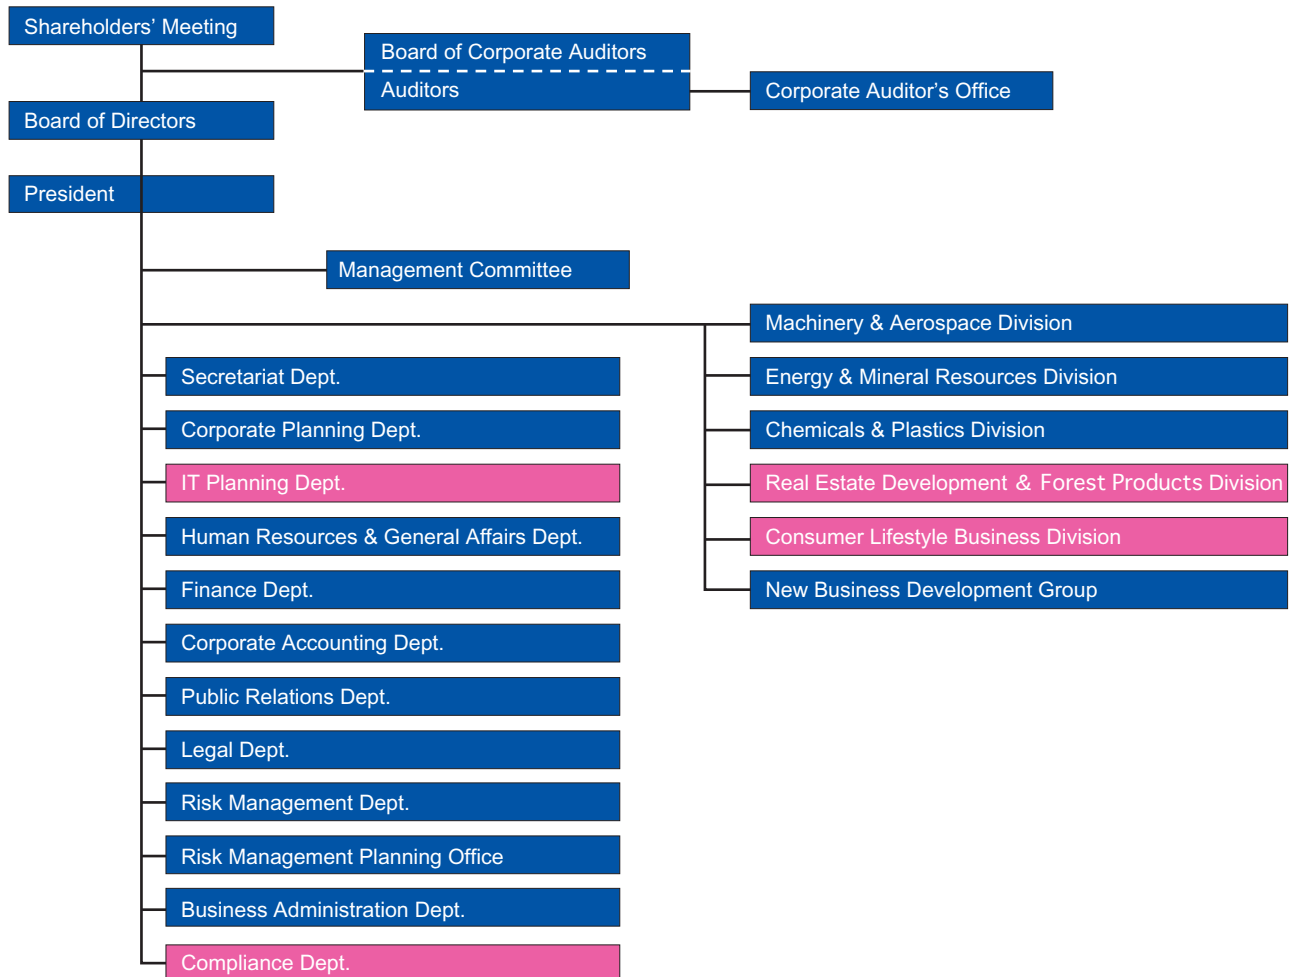 Shareholders’ Meeting
Board of Corporate Auditors
Auditors
Corporate Auditor’s Office
Board of Directors
President
Management Committee
Machinery & Aerospace Division
Energy & Mineral Resources Division
Chemicals & Plastics Division
Real Estate Development & Forest Products Division
Consumer Lifestyle Business Division
New Business Development Group
Secretariat Dept.
Corporate Planning Dept.
IT Planning Dept.
Human Resources & General Affairs Dept.
Finance Dept.
Corporate Accounting Dept.
Public Relations Dept.
Legal Dept.
Risk Management Dept.
Risk Management Planning Office
Business Administration Dept.
Compliance Dept.